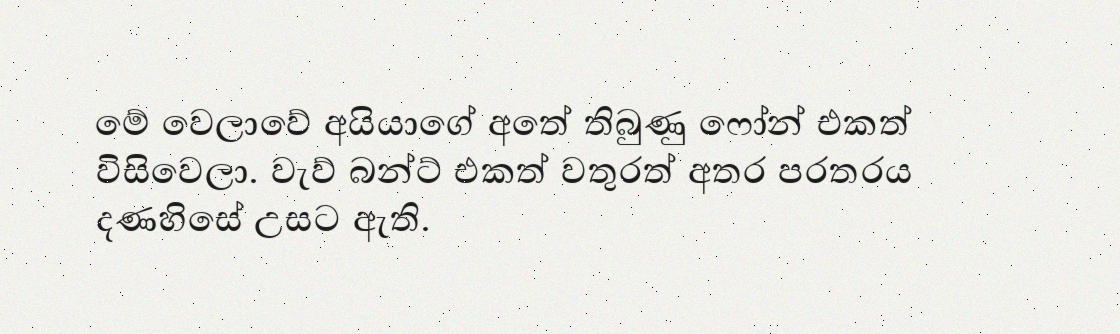 මේ වෙලාවේ අයියාගේ අතේ තිබුණු ෆෝන් එකත්
විසිවෙලා. වැව් බන්ට් එකත් වතුරත් අතර පරතරය
දණහිසේ උසට ඇති.